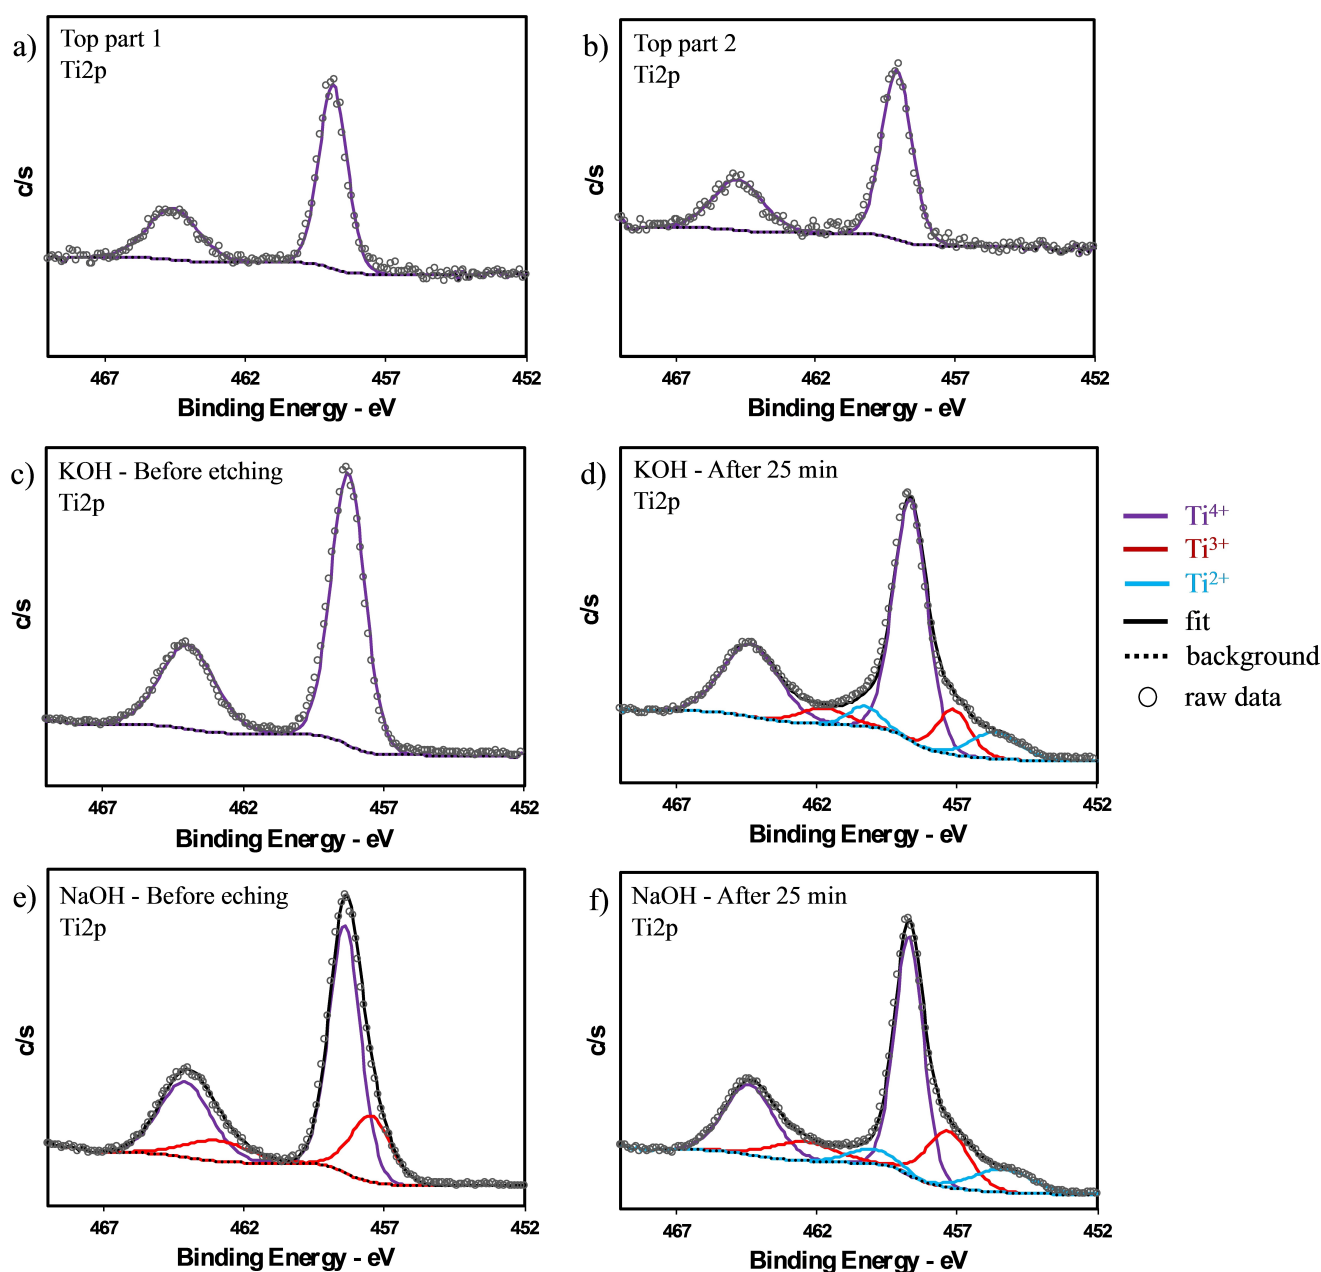 a)
Top part 1
Ti2p
c/s
467 462 457 452
Binding Energy - eV
b)
Top part 2
Ti2p
c/s
467 462 457 452
Binding Energy - eV
c)
KOH - Before etching
Ti2p
c/s
467 462 457 452
Binding Energy - eV
d)
KOH - After 25 min
Ti2p
c/s
467 462 457 452
Binding Energy - eV
Ti⁴⁺
Ti³⁺
Ti²⁺
fit
background
raw data
e)
NaOH - Before eching
Ti2p
c/s
467 462 457 452
Binding Energy - eV
f)
NaOH - After 25 min
Ti2p
c/s
467 462 457 452
Binding Energy - eV